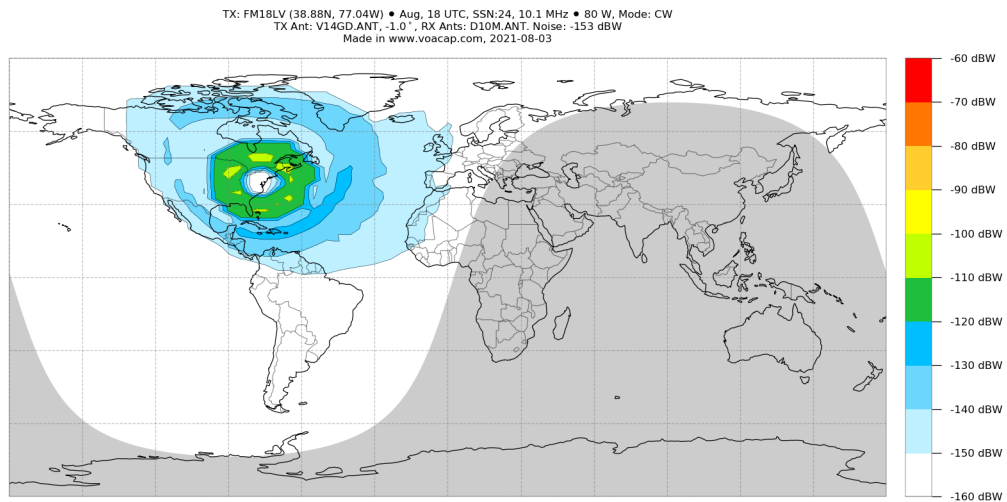 TX: FM18LV (38.88N, 77.04W) • Aug, 18 UTC, SSN:24, 10.1 MHz • 80 W, Mode: CW
TX Ant: V14GD.ANT, -1.0°, RX Ants: D10M.ANT. Noise: -153 dBW
Made in www.voacap.com, 2021-08-03
-60 dBW
-70 dBW
-80 dBW
-90 dBW
-100 dBW
-110 dBW
-120 dBW
-130 dBW
-140 dBW
-150 dBW
-160 dBW